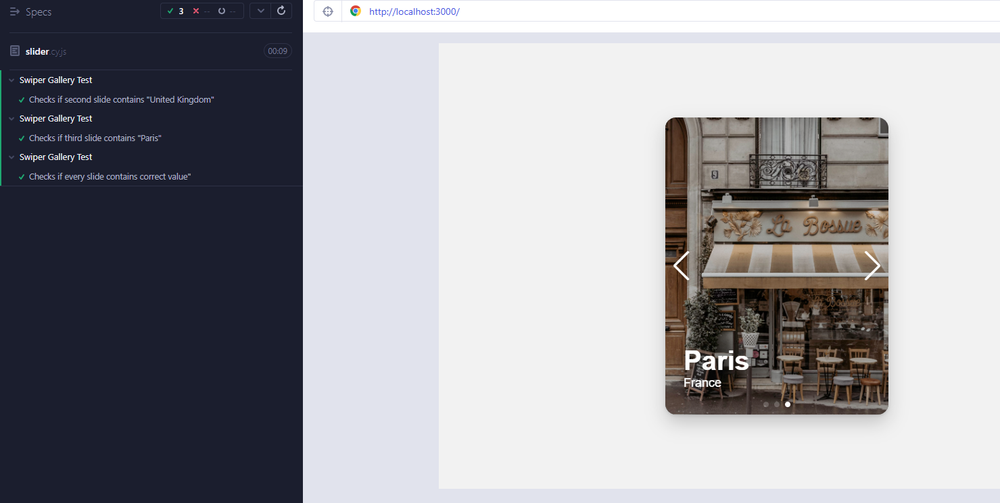 Specs
3 -- --
http://localhost:3000/
slider.cy.js
00:09
Swiper Gallery Test
Checks if second slide contains "United Kingdom"
Swiper Gallery Test
Checks if third slide contains "Paris"
Swiper Gallery Test
Checks if every slide contains correct value"
9
La Bossue
La Bossue
Paris
France